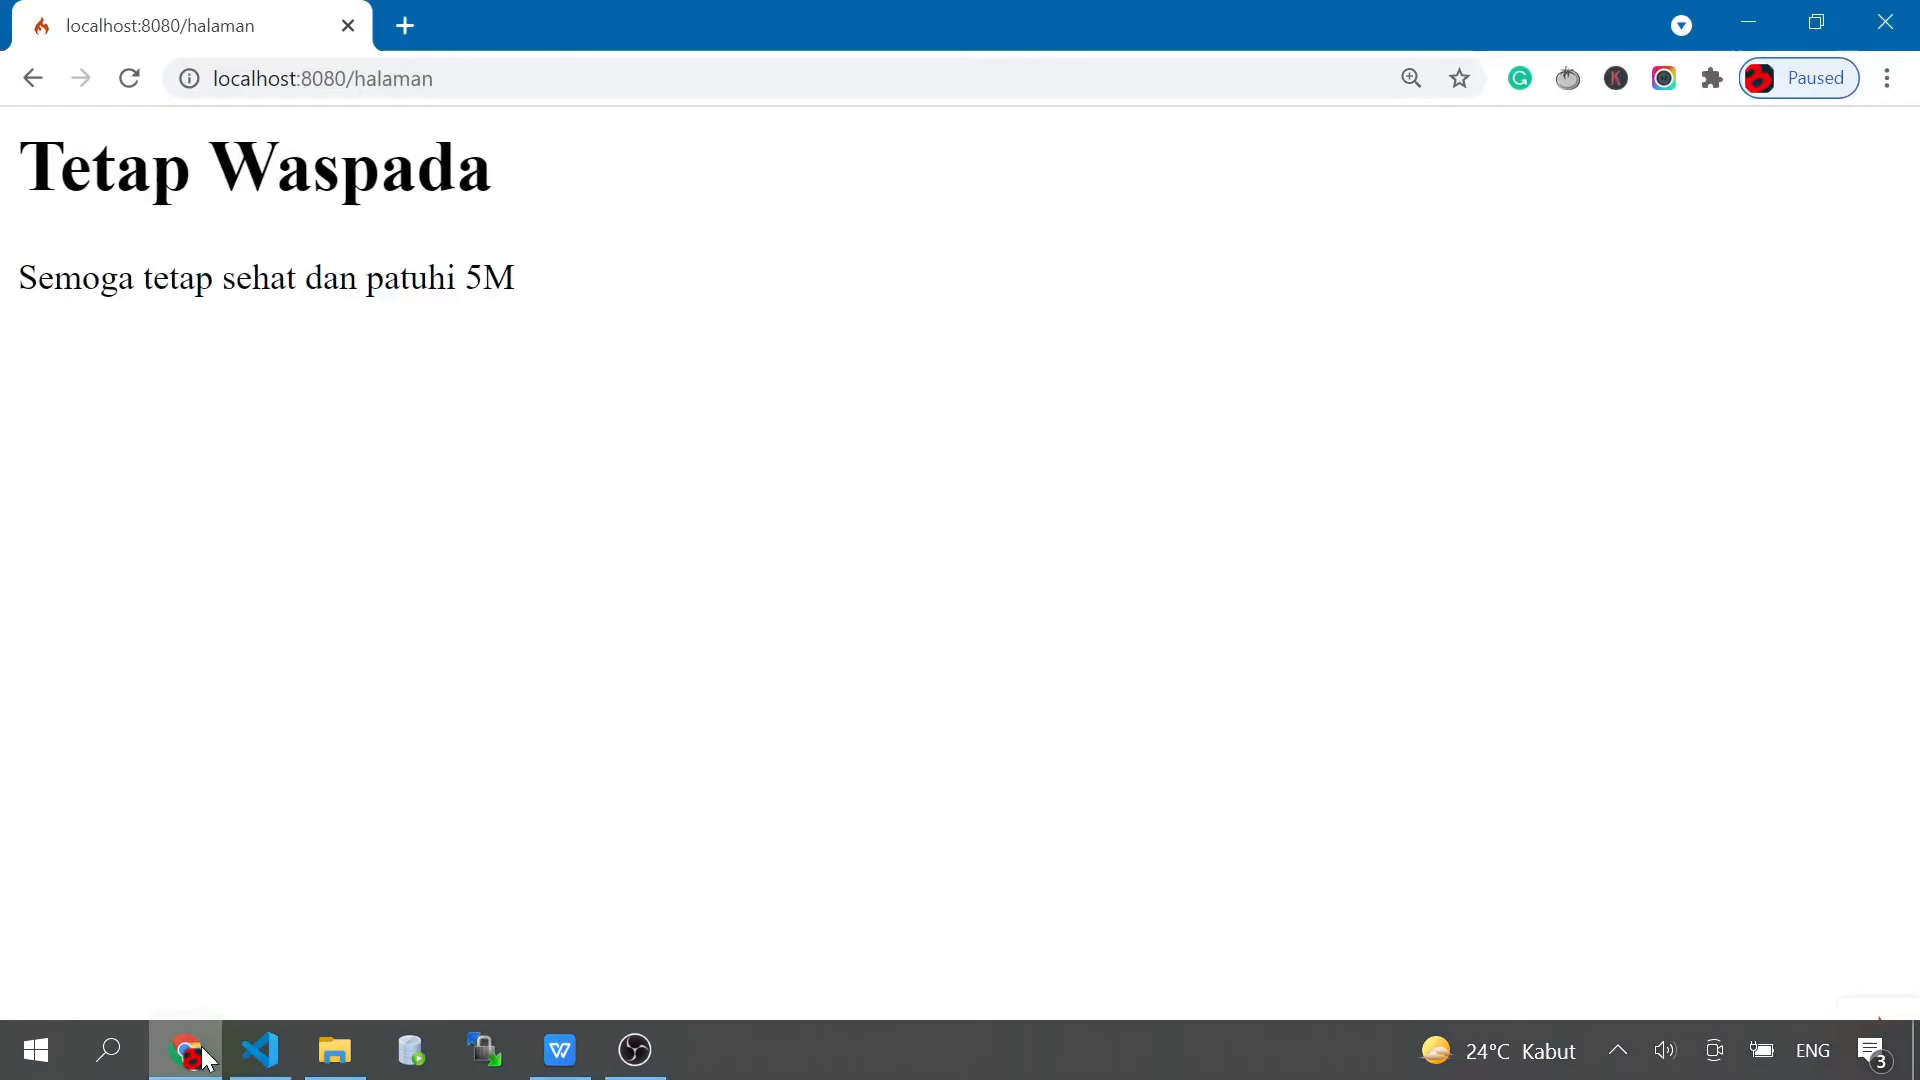 localhost:8080/halaman
localhost:8080/halaman
Paused
Tetap Waspada
Semoga tetap sehat dan patuhi 5M
24°C Kabut
ENG
3